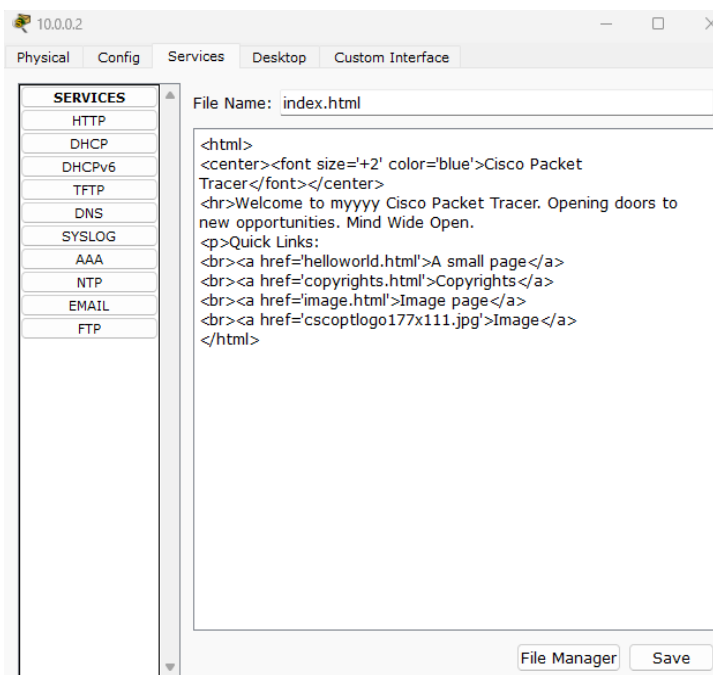 10.0.0.2
Physical Config Services Desktop Custom Interface
SERVICES
HTTP
DHCP
DHCPv6
TFTP
DNS
SYSLOG
AAA
NTP
EMAIL
FTP
File Name: index.html
<html>
<center><font size='+2' color='blue'>Cisco Packet
Tracer</font></center>
<hr>Welcome to myyyy Cisco Packet Tracer. Opening doors to
new opportunities. Mind Wide Open.
<p>Quick Links:
<br><a href='helloworld.html'>A small page</a>
<br><a href='copyrights.html'>Copyrights</a>
<br><a href='image.html'>Image page</a>
<br><a href='cscoptlogo177x111.jpg'>Image</a>
</html>
File Manager Save